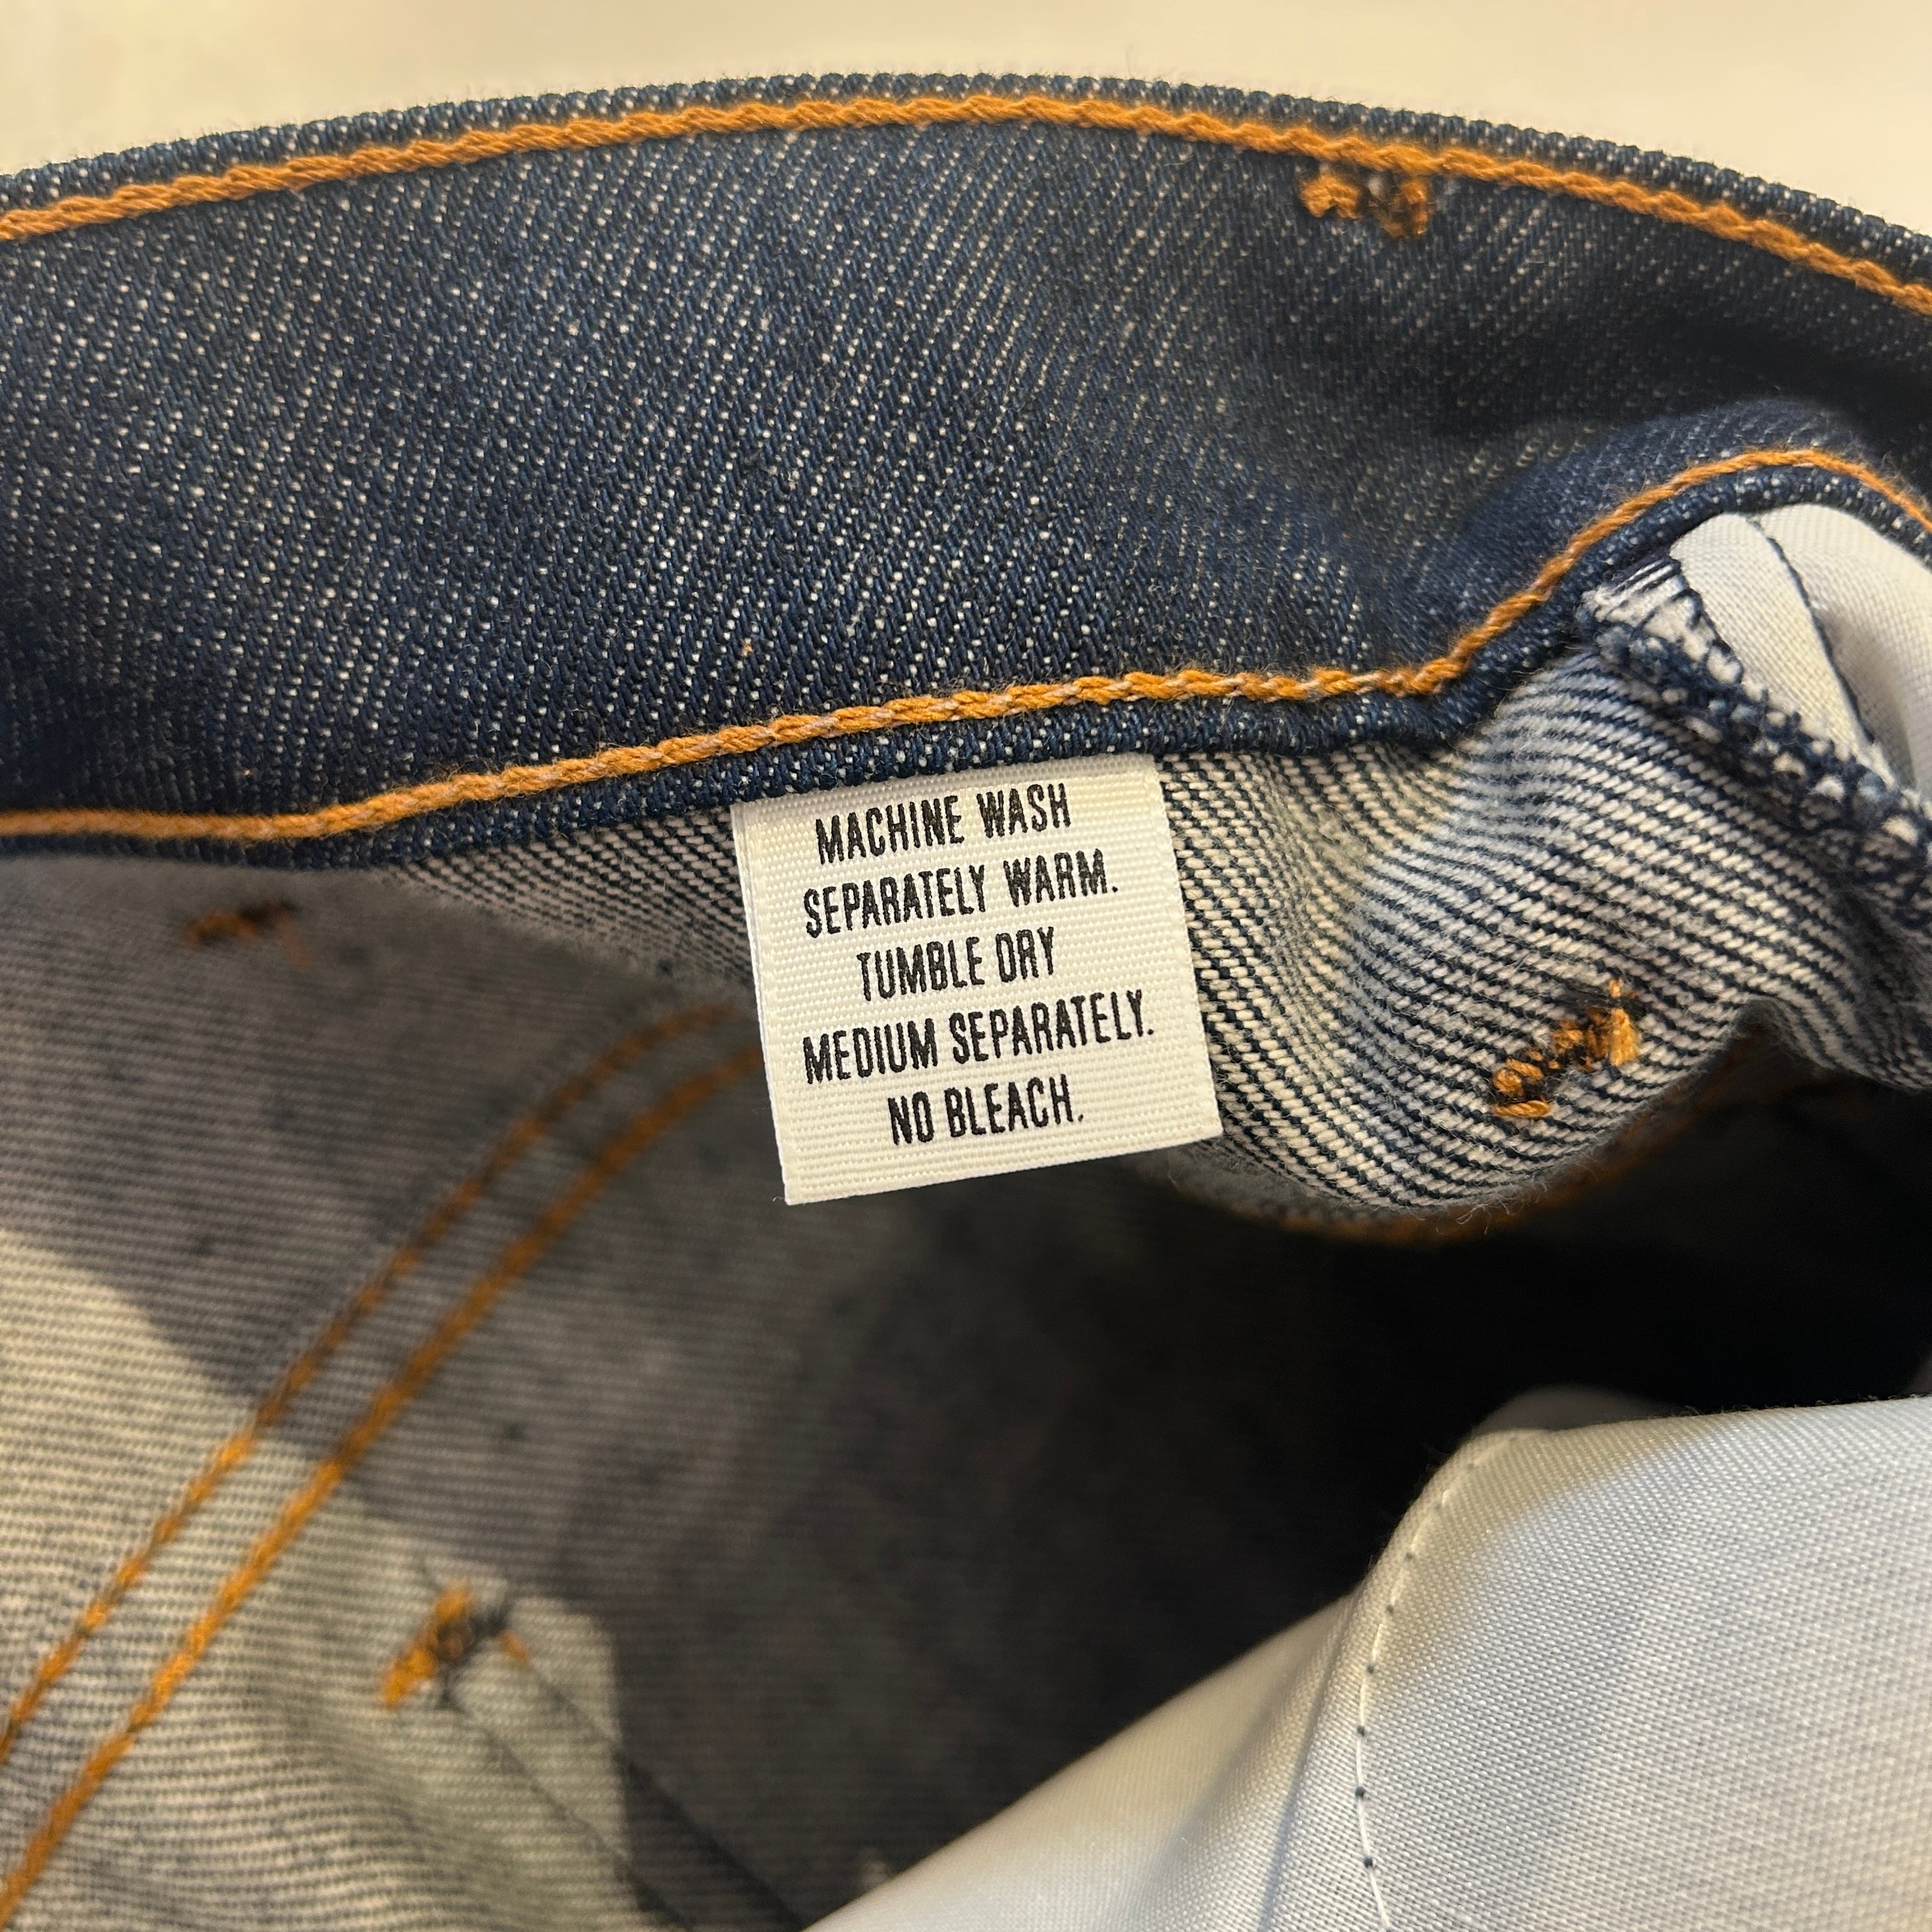 MACHINE WASH
SEPARATELY WARM.
TUMBLE DRY
MEDIUM SEPARATELY.
NO BLEACH.